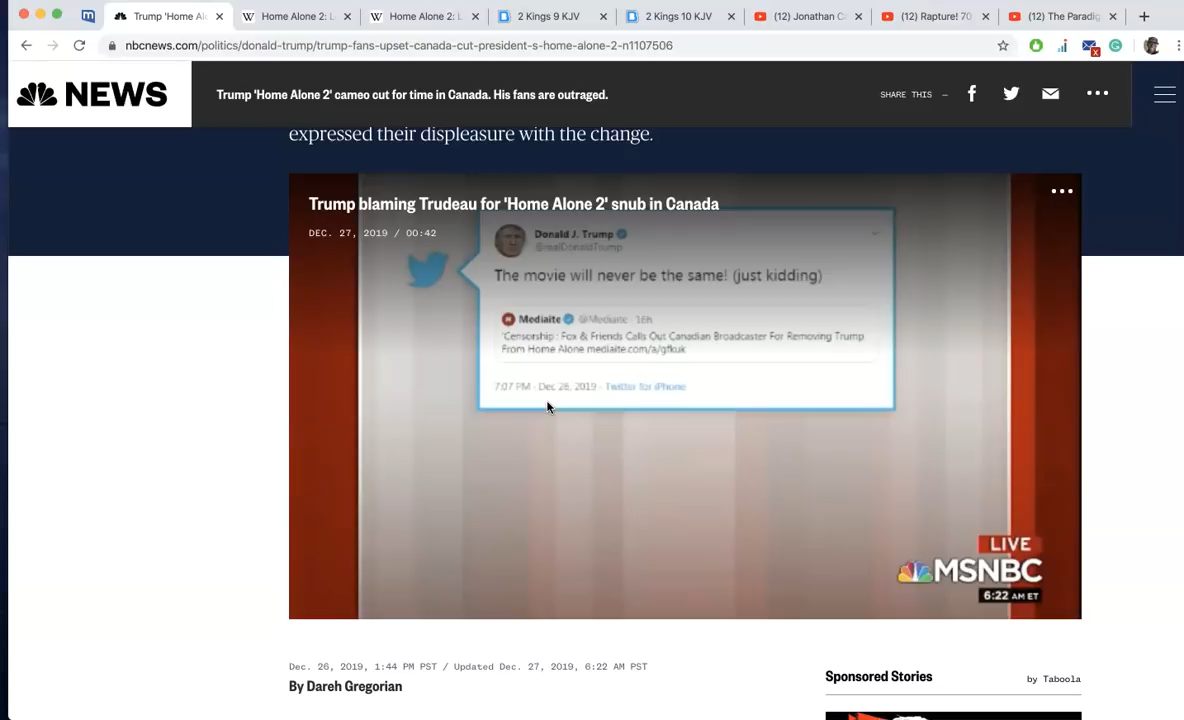 Trump 'Home Al
Home Alone 2: L
Home Alone 2: L
2 Kings 9 KJV
2 Kings 10 KJV
(12) Jonathan C
(12) Rapture! 70
(12) The Paradig
nbcnews.com/politics/donald-trump/trump-fans-upset-canada-cut-president-s-home-alone-2-n1107506
NEWS
Trump 'Home Alone 2' cameo cut for time in Canada. His fans are outraged.
SHARE THIS —
expressed their displeasure with the change.
Trump blaming Trudeau for 'Home Alone 2' snub in Canada
DEC. 27, 2019 / 00:42
Donald J. Trump
@realDonaldTrump
The movie will never be the same! (just kidding)
Mediaite @Mediaite · 16h
'Censorship': Fox & Friends Calls Out Canadian Broadcaster For Removing Trump
From Home Alone mediaite.com/a/gfkuk
7:07 PM · Dec 26, 2019 · Twitter for iPhone
LIVE
MSNBC
6:22 AM ET
Dec. 26, 2019, 1:44 PM PST / Updated Dec. 27, 2019, 6:22 AM PST
By Dareh Gregorian
Sponsored Stories
by Taboola